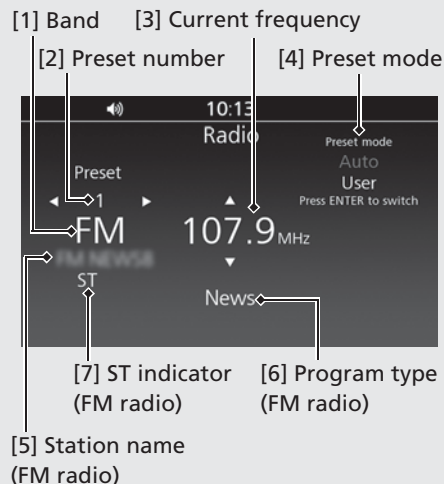 [1] Band
[3] Current frequency
[2] Preset number
[4] Preset mode
10:13
Radio
Preset mode
Auto
User
Press ENTER to switch
Preset
1
FM
107.9 MHz
FM NEWS8
ST
News
[7] ST indicator
(FM radio)
[6] Program type
(FM radio)
[5] Station name
(FM radio)